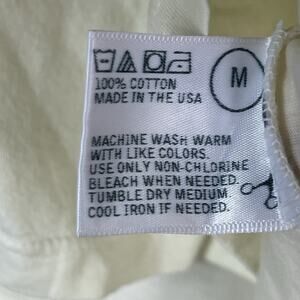 100% COTTON
MADE IN THE USA
M
MACHINE WASH WARM
WITH LIKE COLORS.
USE ONLY NON-CHLORINE
BLEACH WHEN NEEDED.
TUMBLE DRY MEDIUM
COOL IRON IF NEEDED.